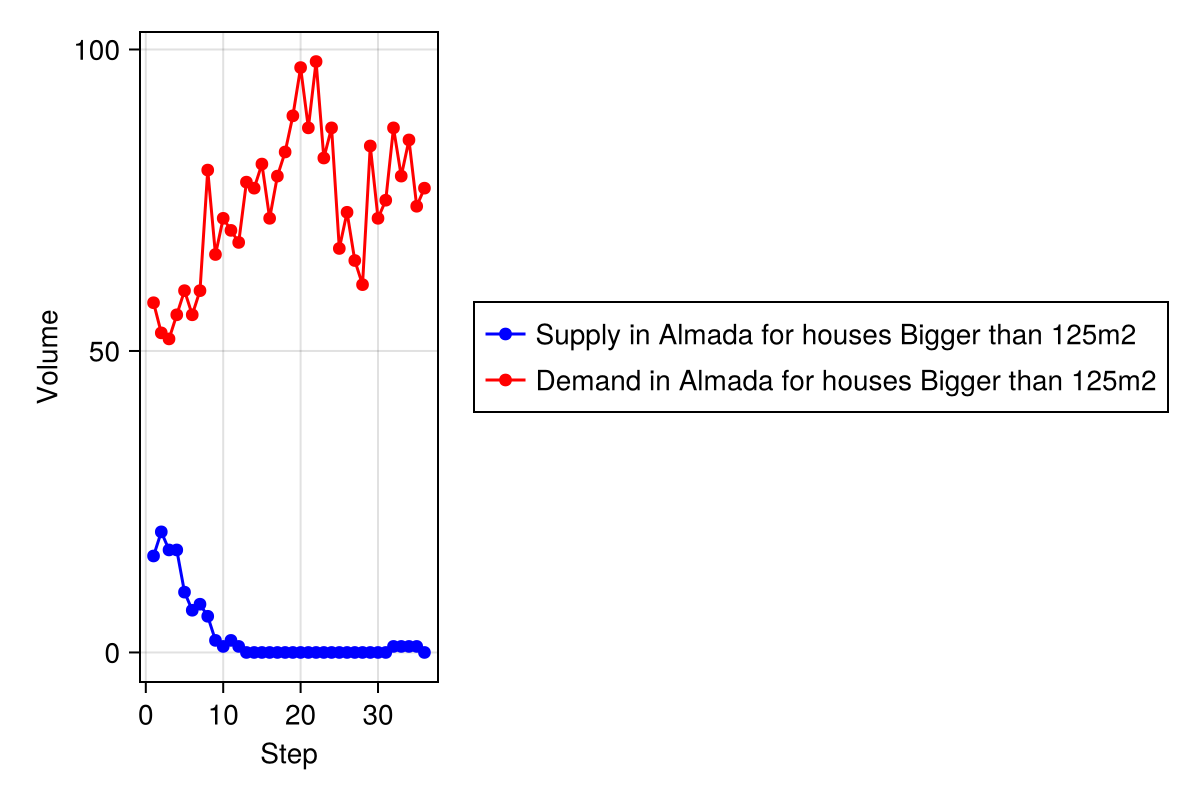 100
50
0
Volume
0 10 20 30
Step
Supply in Almada for houses Bigger than 125m2
Demand in Almada for houses Bigger than 125m2